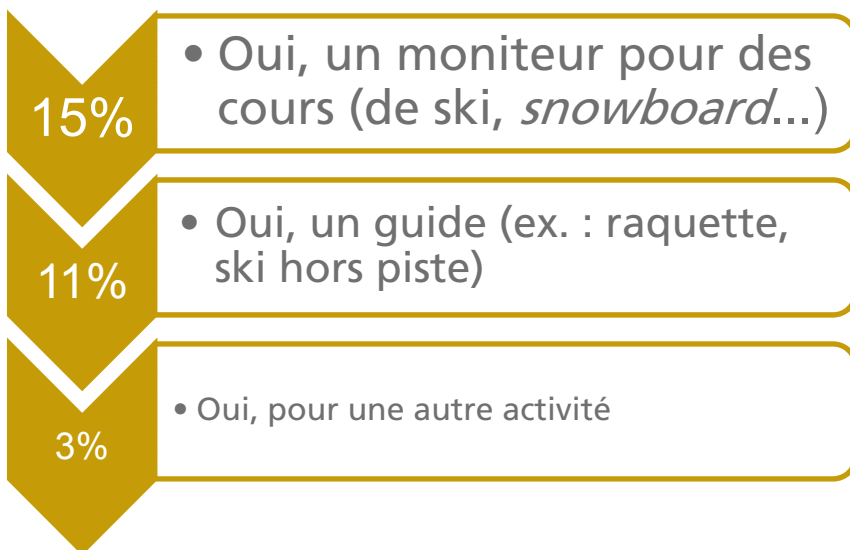 15%
• Oui, un moniteur pour des
cours (de ski, snowboard...)
11%
• Oui, un guide (ex. : raquette,
ski hors piste)
3%
• Oui, pour une autre activité